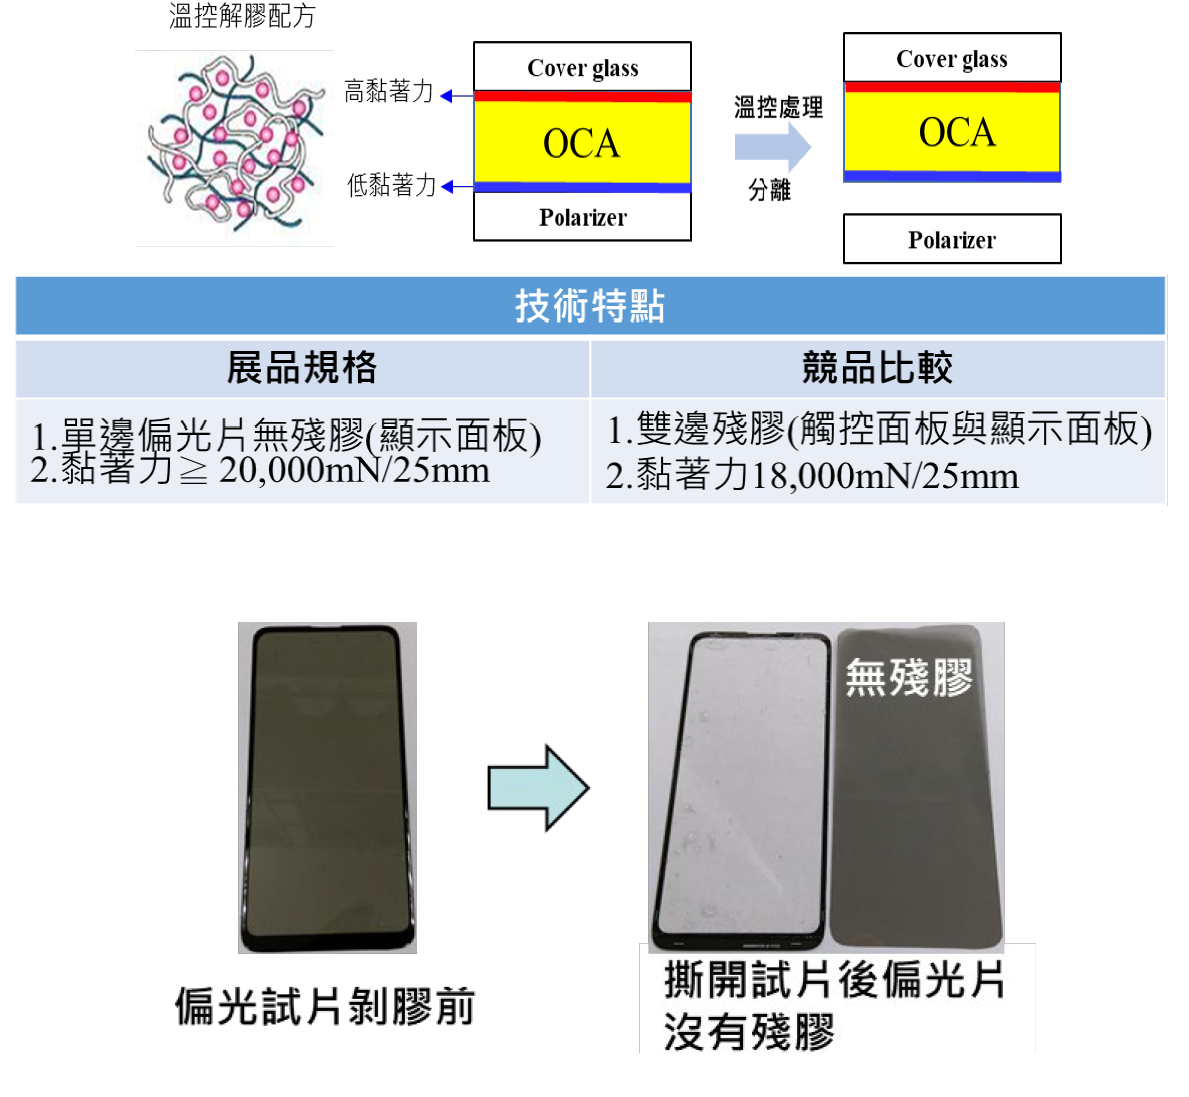 溫控解膠配方
Cover glass
高黏著力
OCA
低黏著力
Polarizer
溫控處理
分離
Cover glass
OCA
Polarizer
技術特點
展品規格
競品比較
1.單邊偏光片無殘膠(顯示面板)
2.黏著力≧ 20,000mN/25mm
1.雙邊殘膠(觸控面板與顯示面板)
2.黏著力18,000mN/25mm
無殘膠
偏光試片剝膠前
撕開試片後偏光片
沒有殘膠